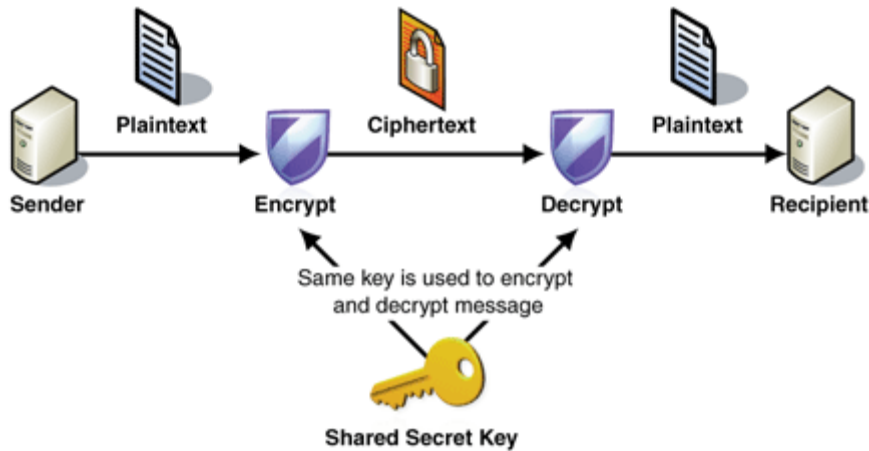 Plaintext
Ciphertext
Plaintext
Sender
Encrypt
Decrypt
Recipient
Same key is used to encrypt
and decrypt message
Shared Secret Key